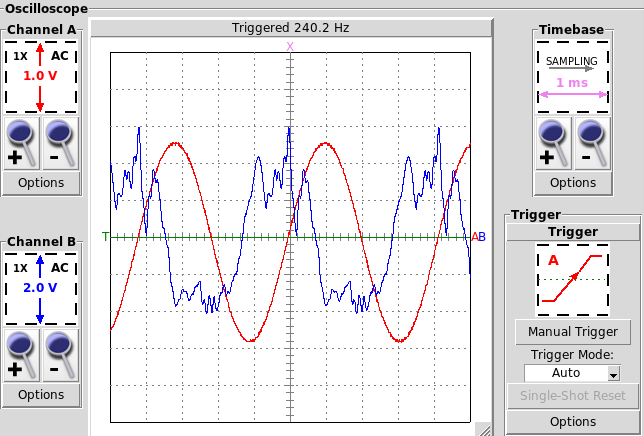 Oscilloscope
Channel A
1X AC
1.0 V
+ -
Options
Channel B
1X AC
2.0 V
+ -
Options
Triggered 240.2 Hz
X
T
A B
Timebase
SAMPLING
1 ms
+ -
Options
Trigger
Trigger
A
Manual Trigger
Trigger Mode:
Auto
Single-Shot Reset
Options